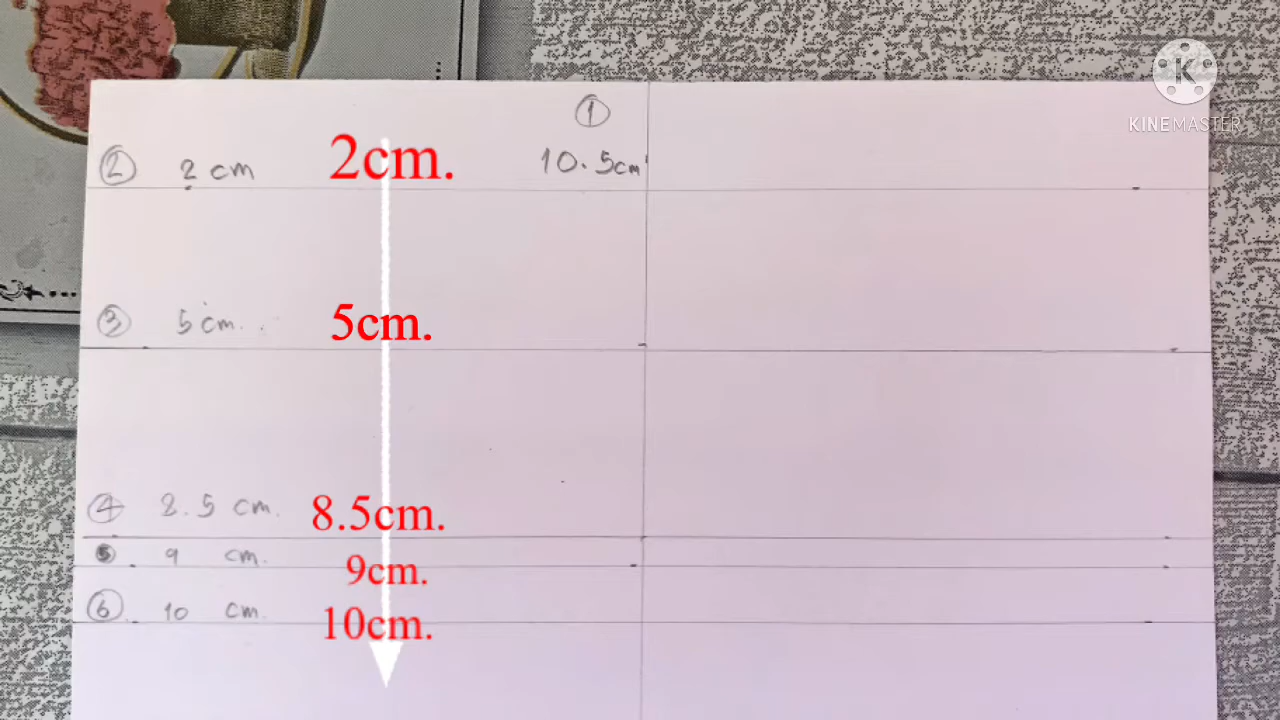 ①
② 2 cm 2cm. 10.5cm
KINEMASTER
③ 5 cm. 5cm.
④ 8.5 cm. 8.5cm.
⑤ 9 cm. 9cm.
⑥ 10 cm. 10cm.